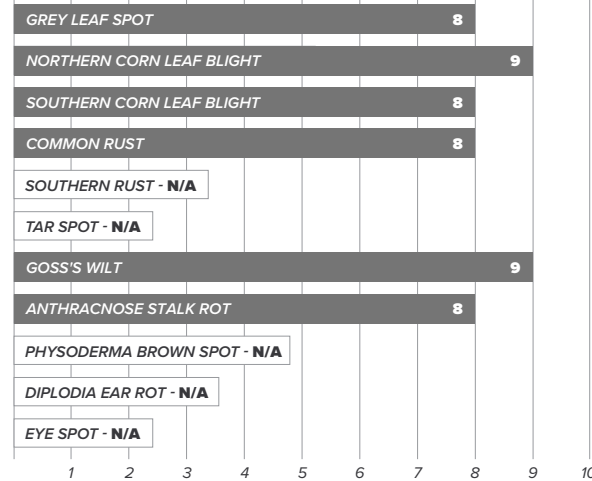 GREY LEAF SPOT 8
NORTHERN CORN LEAF BLIGHT 9
SOUTHERN CORN LEAF BLIGHT 8
COMMON RUST 8
SOUTHERN RUST - N/A
TAR SPOT - N/A
GOSS'S WILT 9
ANTHRACNOSE STALK ROT 8
PHYSODERMA BROWN SPOT - N/A
DIPLODIA EAR ROT - N/A
EYE SPOT - N/A
1 2 3 4 5 6 7 8 9 10